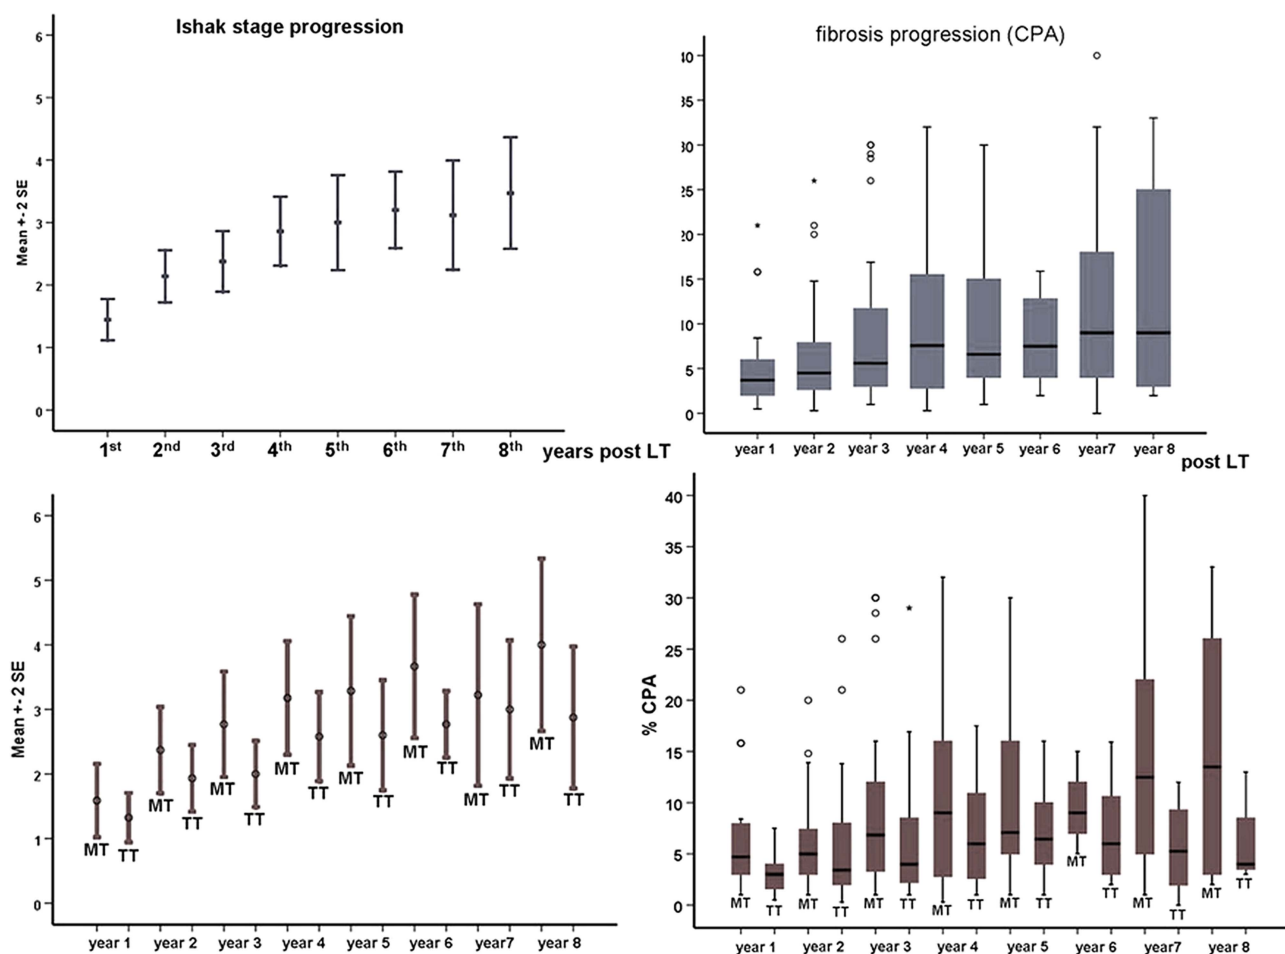 Ishak stage progression
6
5
4
3
2
1
0
Mean +- 2 SE
1st 2nd 3rd 4th 5th 6th 7th 8th
years post LT
fibrosis progression (CPA)
40
35
30
25
20
15
10
5
0
year 1 year 2 year 3 year 4 year 5 year 6 year7 year 8
post LT
6
5
4
3
2
1
0
Mean +- 2 SE
MT TT MT TT MT TT MT TT MT TT MT TT MT TT MT TT
year 1 year 2 year 3 year 4 year 5 year 6 year7 year 8
40
35
30
25
20
15
10
5
0
% CPA
MT TT MT TT MT TT MT TT MT TT MT TT MT TT MT TT
year 1 year 2 year 3 year 4 year 5 year 6 year7 year 8